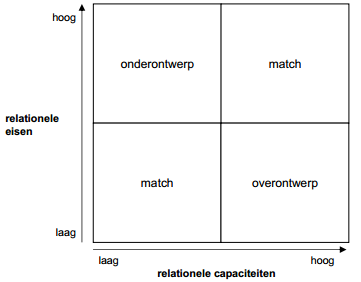 hoog
onderontwerp
match
relationele
eisen
match
overontwerp
laag
laag
hoog
relationele capaciteiten